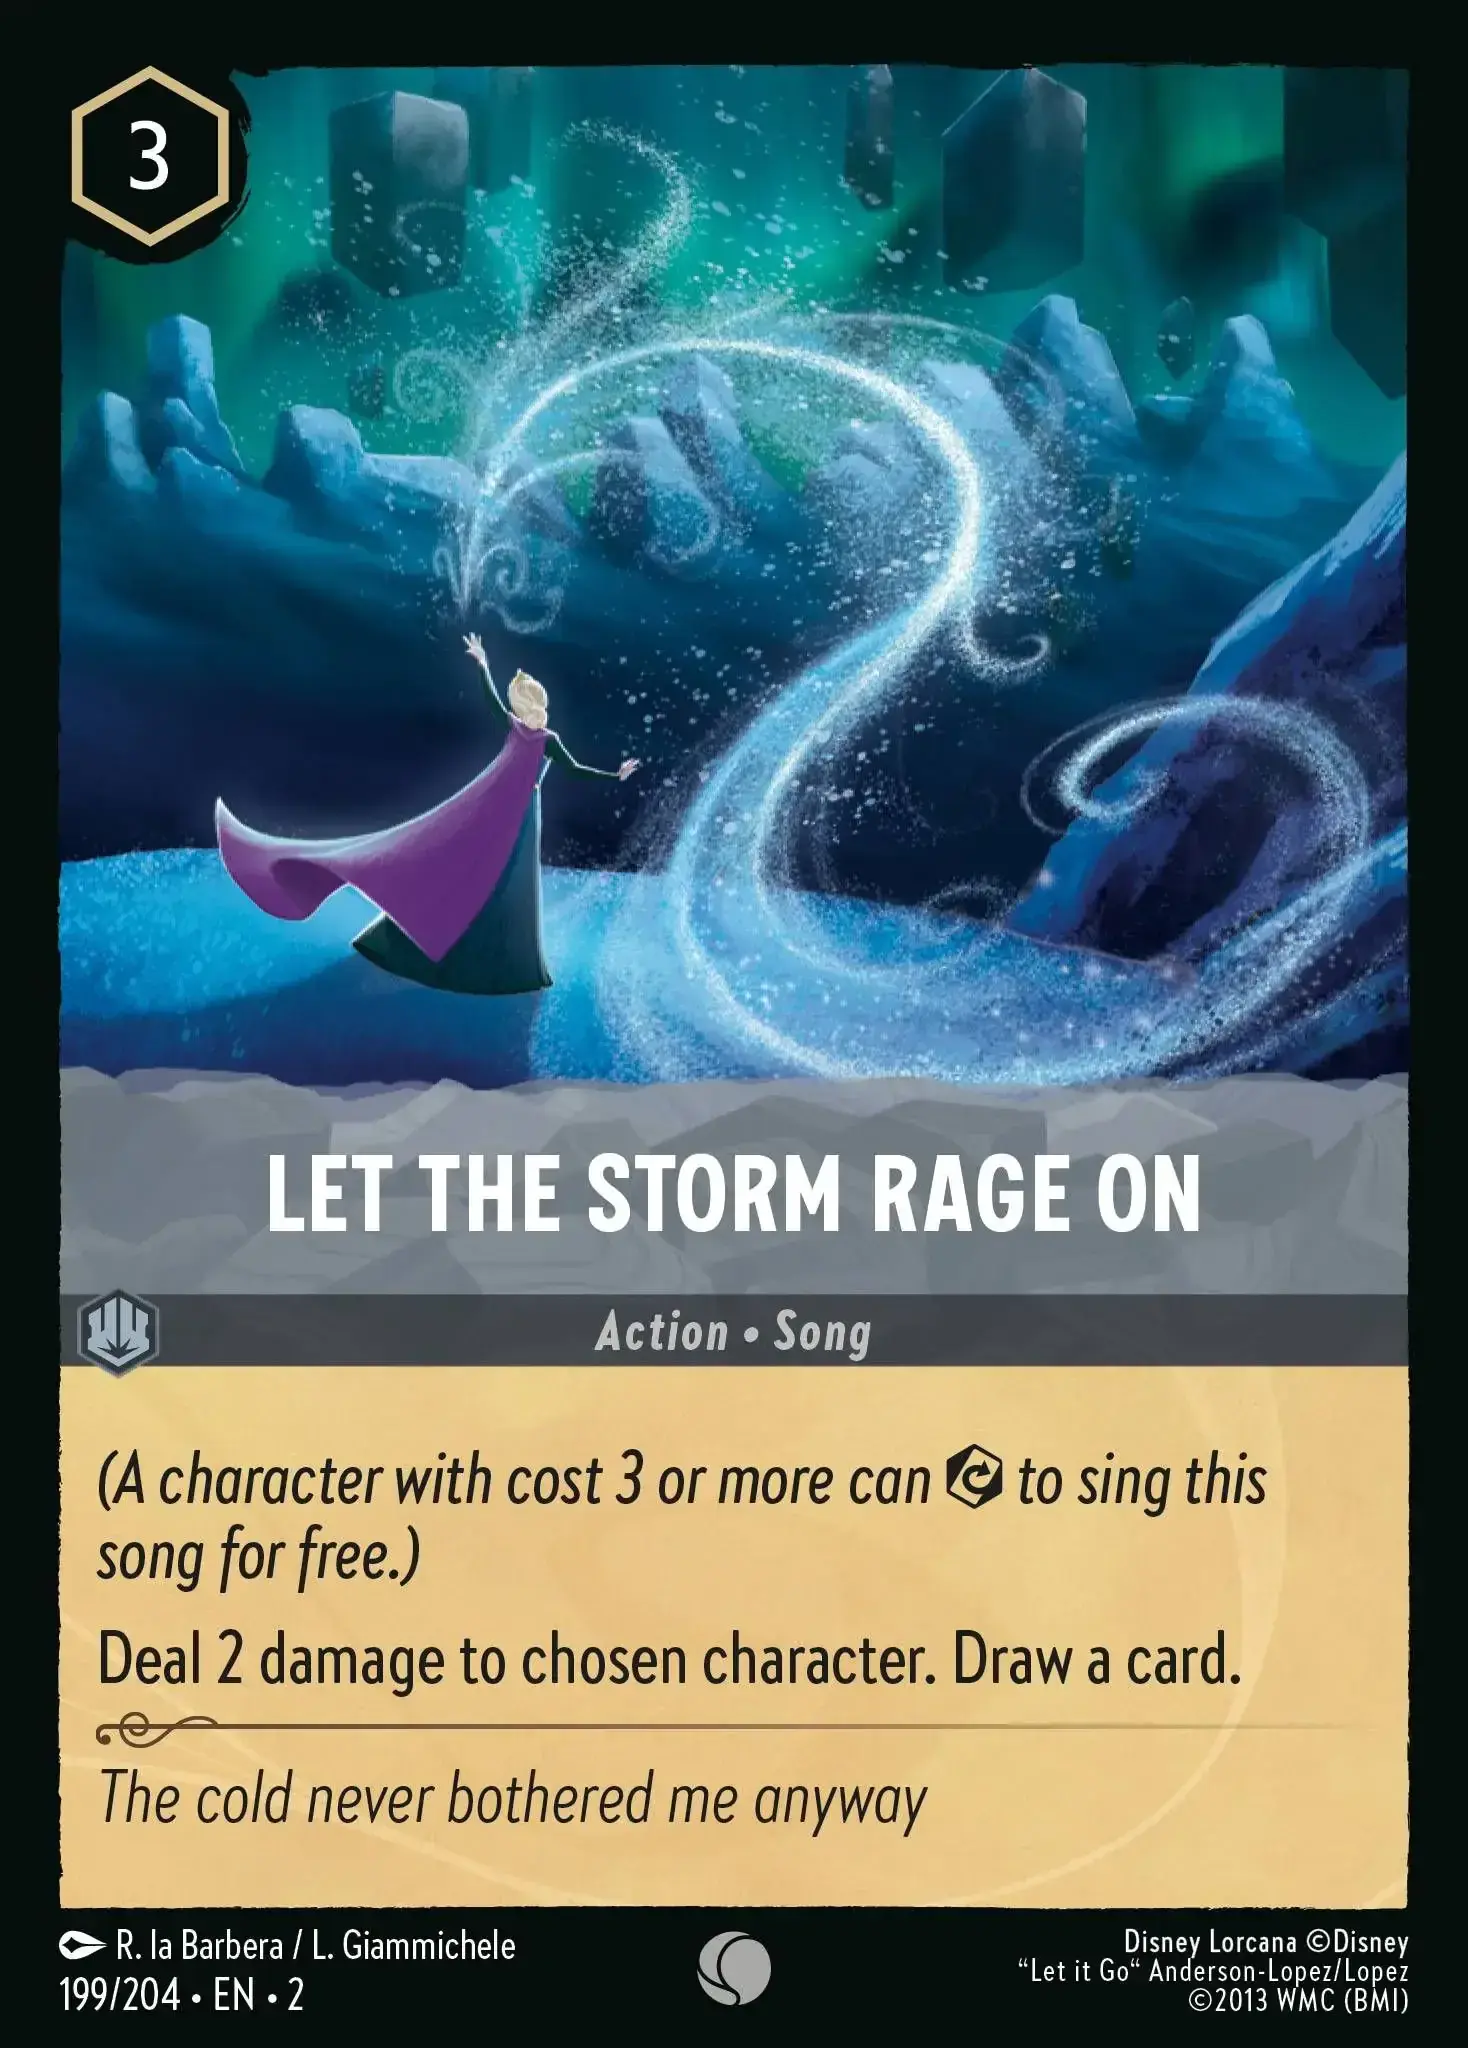 3
LET THE STORM RAGE ON
Action • Song
(A character with cost 3 or more can to sing this
song for free.)
Deal 2 damage to chosen character. Draw a card.
The cold never bothered me anyway
R. la Barbera / L. Giammichele
199/204 • EN • 2
Disney Lorcana ©Disney
“Let it Go“ Anderson-Lopez/Lopez
©2013 WMC (BMI)